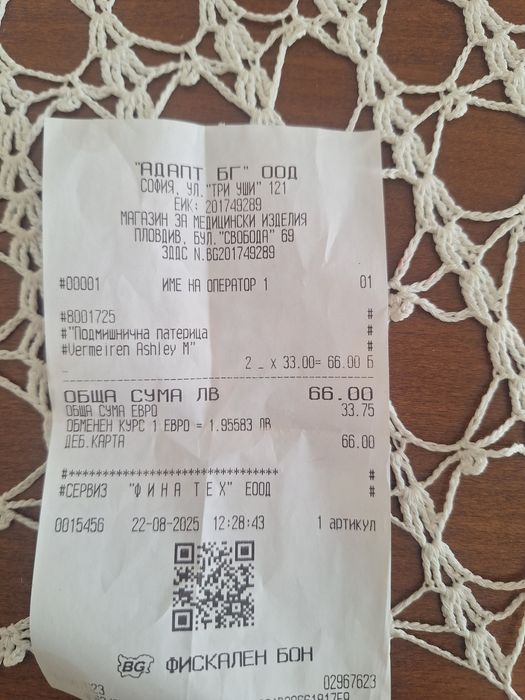 "АДАПТ БГ" ООД
СОФИЯ, УЛ."ТРИ УШИ" 121
ЕИК: 201749289
МАГАЗИН ЗА МЕДИЦИНСКИ ИЗДЕЛИЯ
ПЛОВДИВ, БУЛ."СВОБОДА" 69
ЗДДС N.BG201749289
#00001 ИМЕ НА ОПЕРАТОР 1 01
#8001725 #
#"Подмишнична патерица #
#Vermeiren Ashley M" #
2 _ x 33.00= 66.00 Б
ОБЩА СУМА ЛВ 66.00
ОБЩА СУМА ЕВРО 33.75
ОБМЕНЕН КУРС 1 ЕВРО = 1.95583 ЛВ
ДЕБ.КАРТА 66.00
#******************************* #
#СЕРВИЗ "Ф И Н А Т Е Х" ЕООД #
0015456 22-08-2025 12:28:43 1 артикул
BG ФИСКАЛЕН БОН
02967623